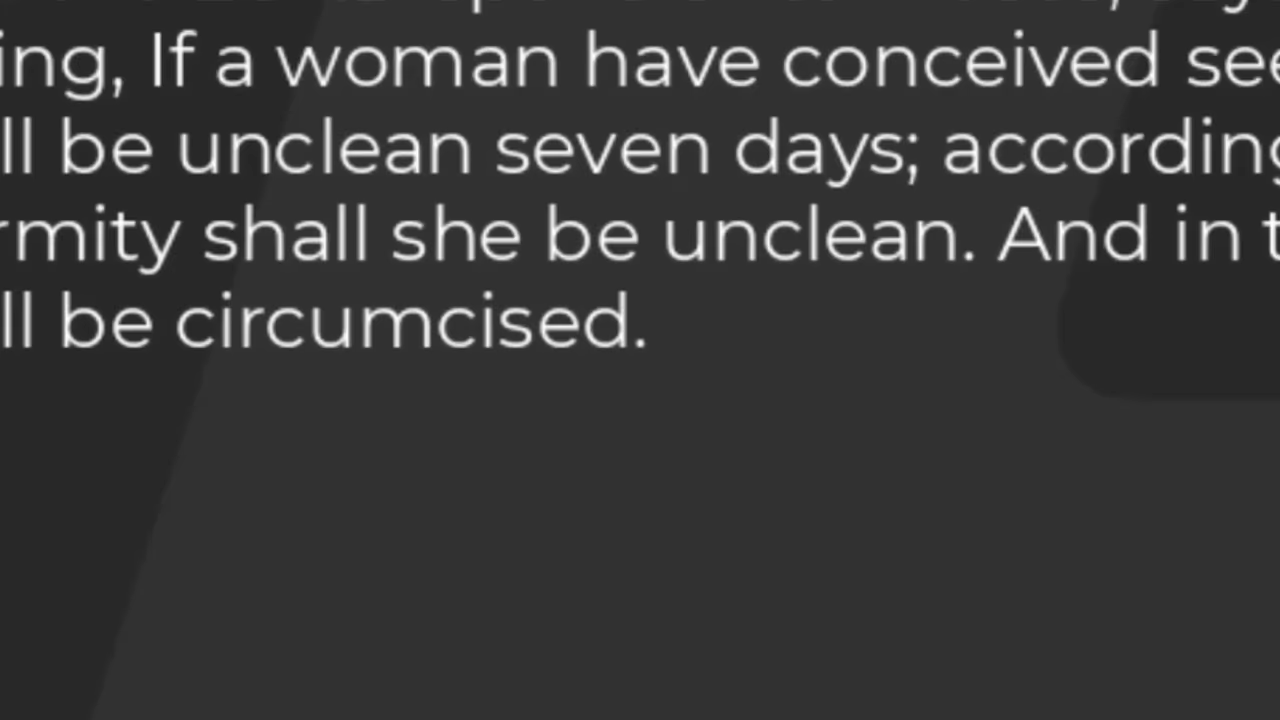 ing, If a woman have conceived see
ll be unclean seven days; according
rmity shall she be unclean. And in t
ll be circumcised.